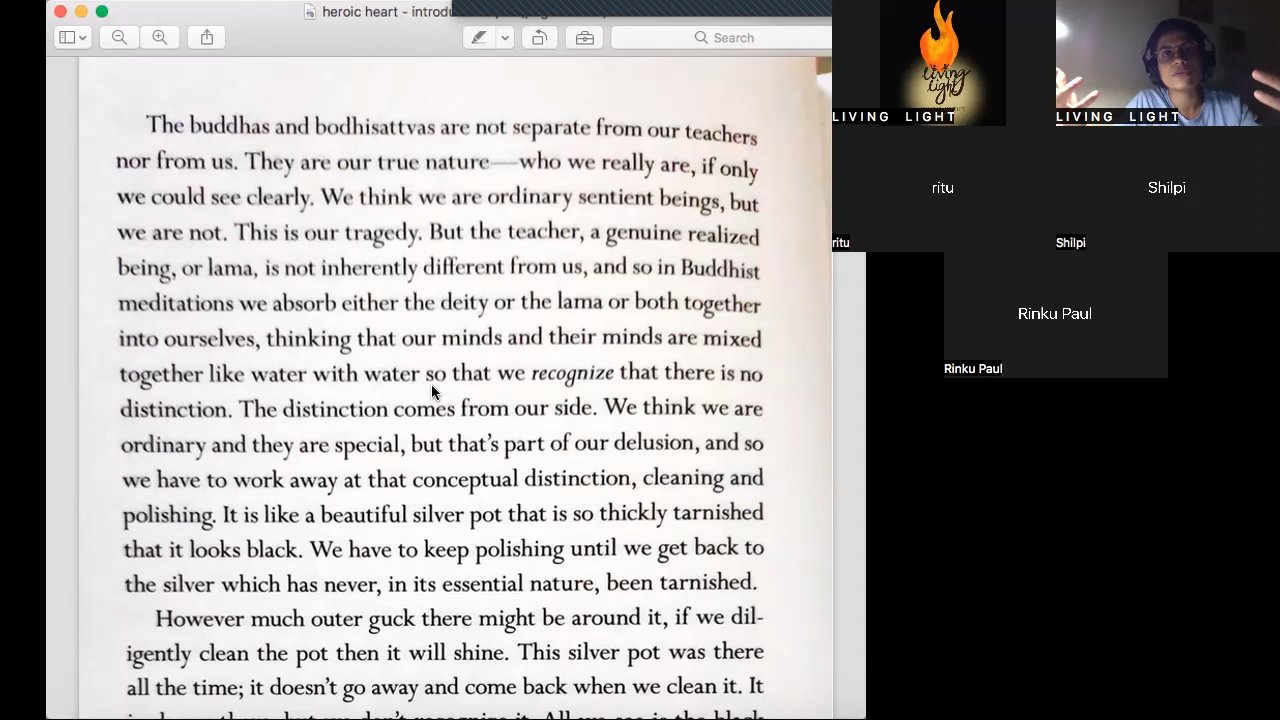 heroic heart - introdu
Search
The buddhas and bodhisattvas are not separate from our teachers
nor from us. They are our true nature—who we really are, if only
we could see clearly. We think we are ordinary sentient beings, but
we are not. This is our tragedy. But the teacher, a genuine realized
being, or lama, is not inherently different from us, and so in Buddhist
meditations we absorb either the deity or the lama or both together
into ourselves, thinking that our minds and their minds are mixed
together like water with water so that we recognize that there is no
distinction. The distinction comes from our side. We think we are
ordinary and they are special, but that's part of our delusion, and so
we have to work away at that conceptual distinction, cleaning and
polishing. It is like a beautiful silver pot that is so thickly tarnished
that it looks black. We have to keep polishing until we get back to
the silver which has never, in its essential nature, been tarnished.
However much outer guck there might be around it, if we dil-
igently clean the pot then it will shine. This silver pot was there
all the time; it doesn't go away and come back when we clean it. It
living
light
LIVING LIGHT
LIVING LIGHT
ritu
ritu
Shilpi
Shilpi
Rinku Paul
Rinku Paul